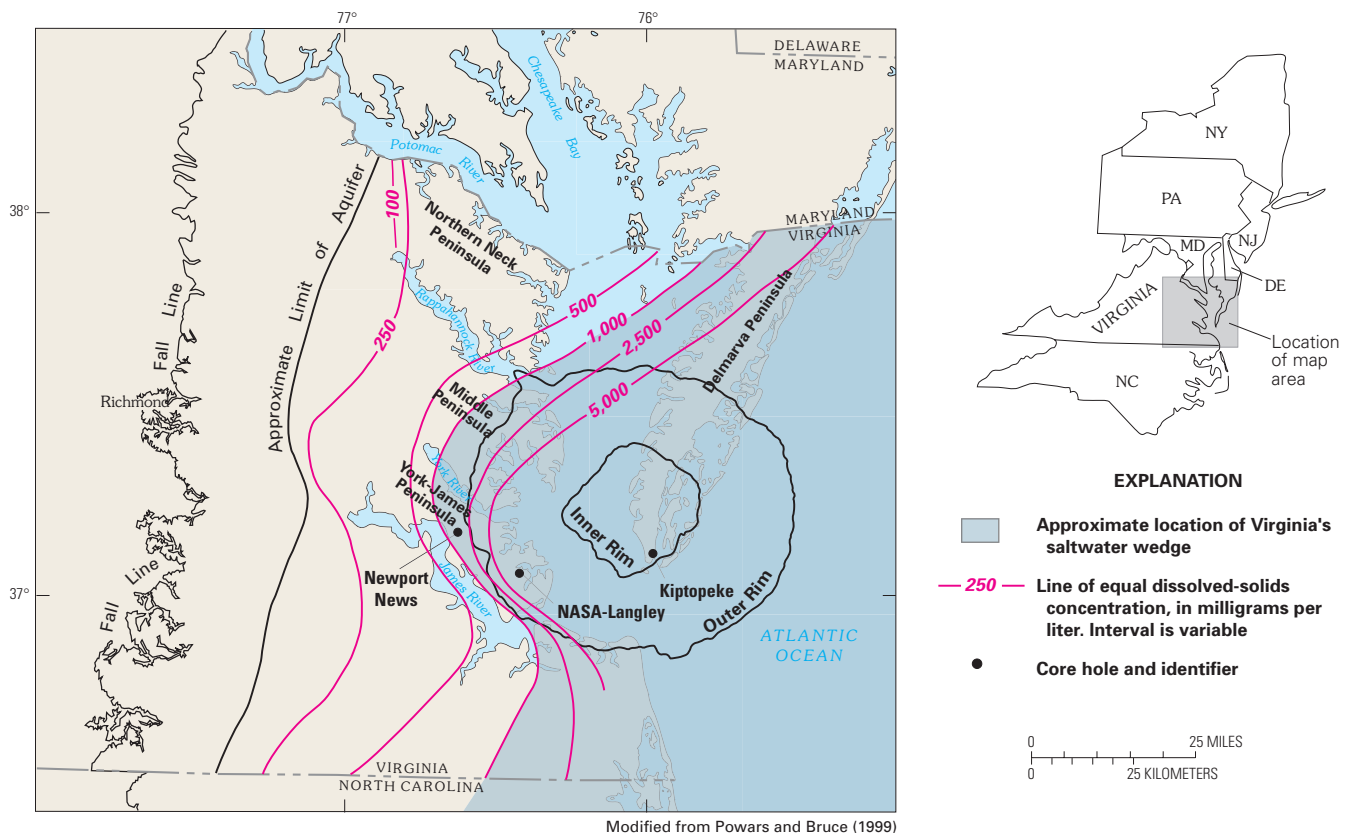 77°
76°
DELAWARE
MARYLAND
Chesapeake
Bay
Potomac
River
38°
MARYLAND
VIRGINIA
Northern Neck
Peninsula
100
Approximate Limit of Aquifer
Fall Line
Rappahannock River
250
500
1,000
2,500
5,000
Delmarva Peninsula
Richmond
Middle
Peninsula
York River
York-James
Peninsula
Inner Rim
Outer Rim
Newport
News
James River
Kiptopeke
NASA-Langley
37°
Fall Line
ATLANTIC
OCEAN
VIRGINIA
NORTH CAROLINA
Modified from Powars and Bruce (1999)
NY
PA
MD
NJ
DE
VIRGINIA
NC
Location
of map
area
EXPLANATION
Approximate location of Virginia's
saltwater wedge
250
Line of equal dissolved-solids
concentration, in milligrams per
liter. Interval is variable
Core hole and identifier
0 25 MILES
0 25 KILOMETERS